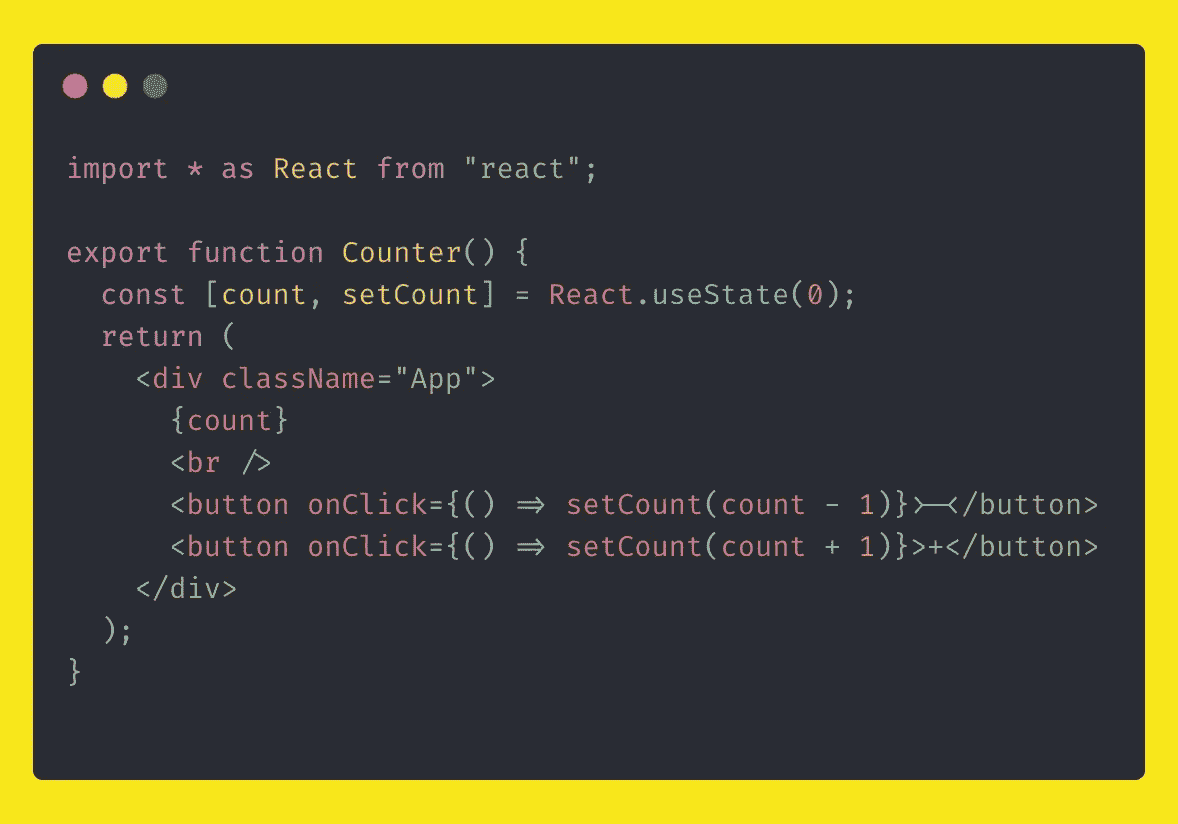 import * as React from "react";
export function Counter() {
const [count, setCount] = React.useState(0);
return (
<div className="App">
{count}
<br />
<button onClick={() => setCount(count - 1)}>-</button>
<button onClick={() => setCount(count + 1)}>+</button>
</div>
);
}